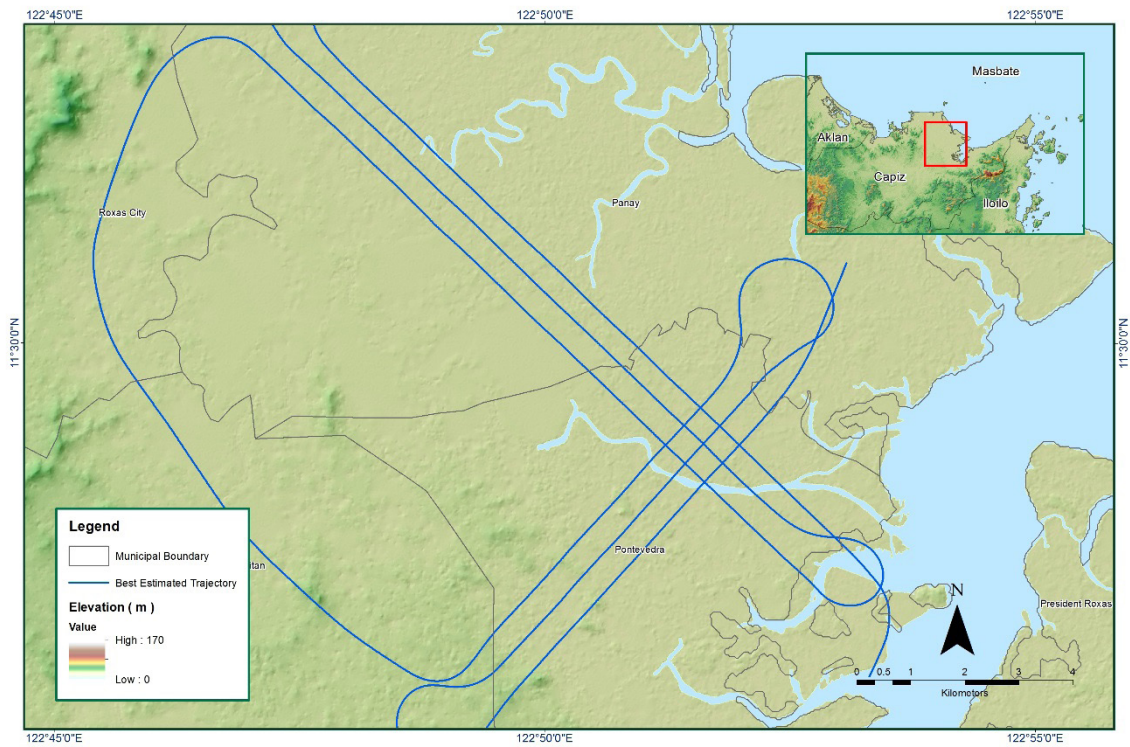 122°45'0"E
122°50'0"E
122°55'0"E
Masbate
Aklan
Capiz
Iloilo
Roxas City
Panay
11°30'0"N
11°30'0"N
Legend
Municipal Boundary
Best Estimated Trajectory
Elevation ( m )
Value
High : 170
Low : 0
itan
Pontevedra
President Roxas
N
0 0.5 1 2 3 4
Kilometers
122°45'0"E
122°50'0"E
122°55'0"E